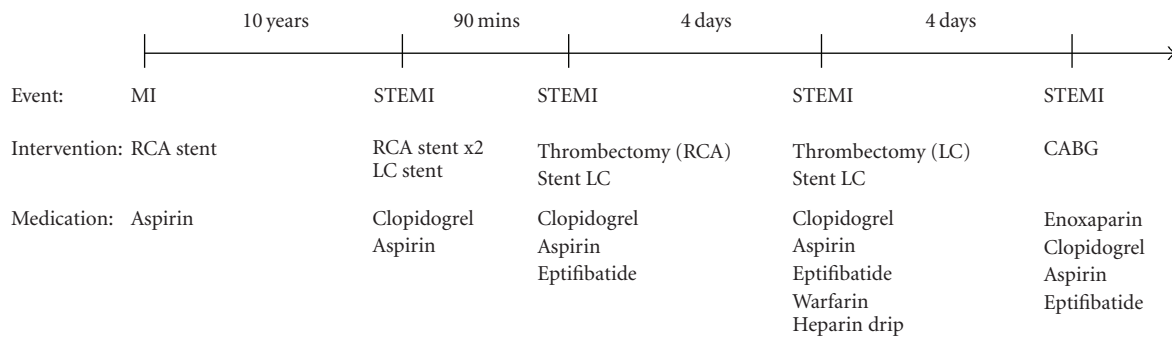 10 years 90 mins 4 days 4 days
Event: MI STEMI STEMI STEMI STEMI
Intervention: RCA stent RCA stent x2 Thrombectomy (RCA) Thrombectomy (LC) CABG
LC stent Stent LC Stent LC
Medication: Aspirin Clopidogrel Clopidogrel Clopidogrel Enoxaparin
Aspirin Aspirin Aspirin Clopidogrel
Eptifibatide Eptifibatide Aspirin
Warfarin Eptifibatide
Heparin drip